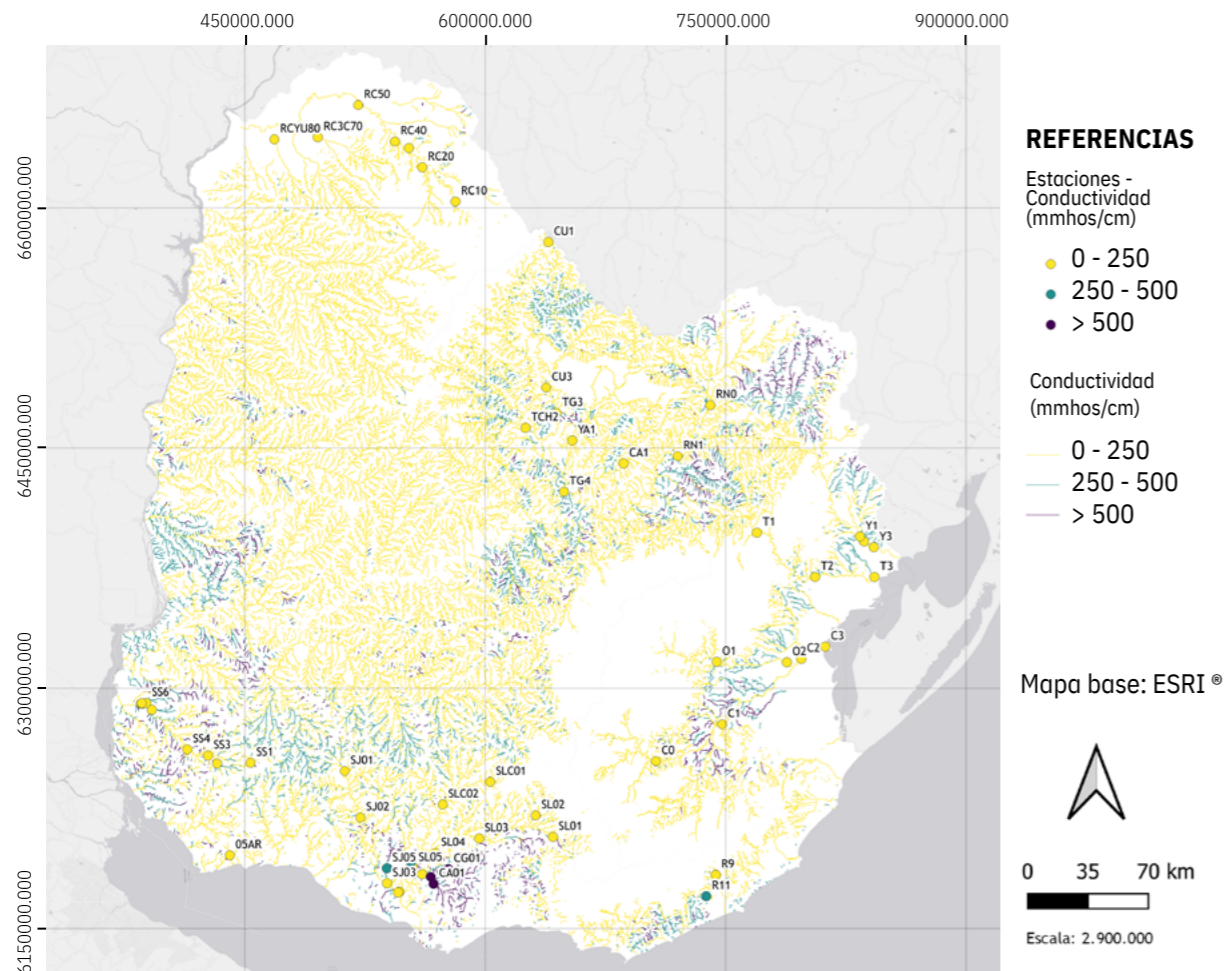 450000.000
600000.000
7500000.000
900000.000
6600000.000
6450000.000
6300000.000
6150000.000
RC50
RCYU80
RC3C70
RC40
RC20
RC10
CU1
CU3
TG3
TCH2
YA1
RN0
CA1
RN1
TG4
T1
Y1
Y3
T2
T3
C3
O1
O2
C2
SS6
C1
SS4
SS3
SS1
SJ01
C0
SLC01
SLC02
SJ02
SL02
SL01
SL03
SL04
05AR
SJ05
SL05
CG01
SJ03
CA01
R9
R11
REFERENCIAS
Estaciones -
Conductividad
(mmhos/cm)
0 - 250
250 - 500
> 500
Conductividad
(mmhos/cm)
0 - 250
250 - 500
> 500
Mapa base: ESRI ®
0 35 70 km
Escala: 2.900.000